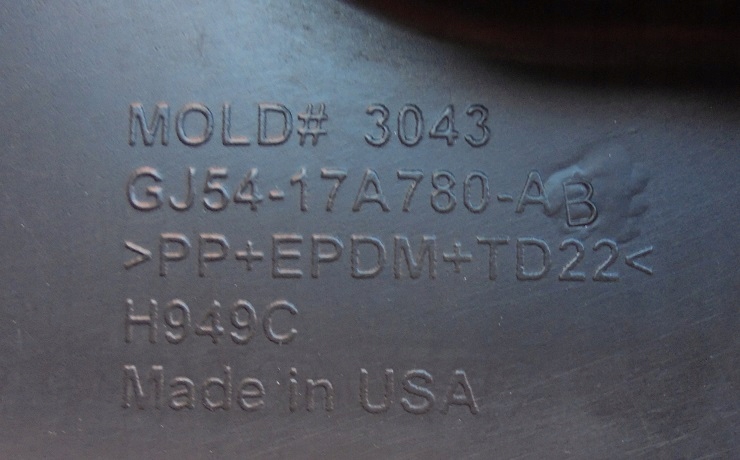 MOLD# 3043
GJ54-17A780-AB
>PP+EPDM+TD22<
H949C
Made in USA